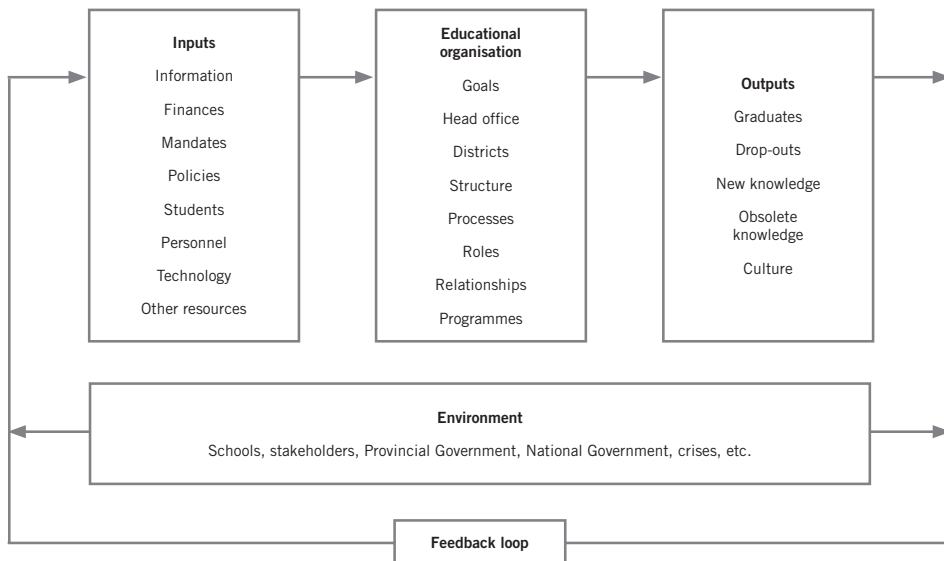 Inputs
Information
Finances
Mandates
Policies
Students
Personnel
Technology
Other resources
Educational
organisation
Goals
Head office
Districts
Structure
Processes
Roles
Relationships
Programmes
Outputs
Graduates
Drop-outs
New knowledge
Obsolete
knowledge
Culture
Environment
Schools, stakeholders, Provincial Government, National Government, crises, etc.
Feedback loop